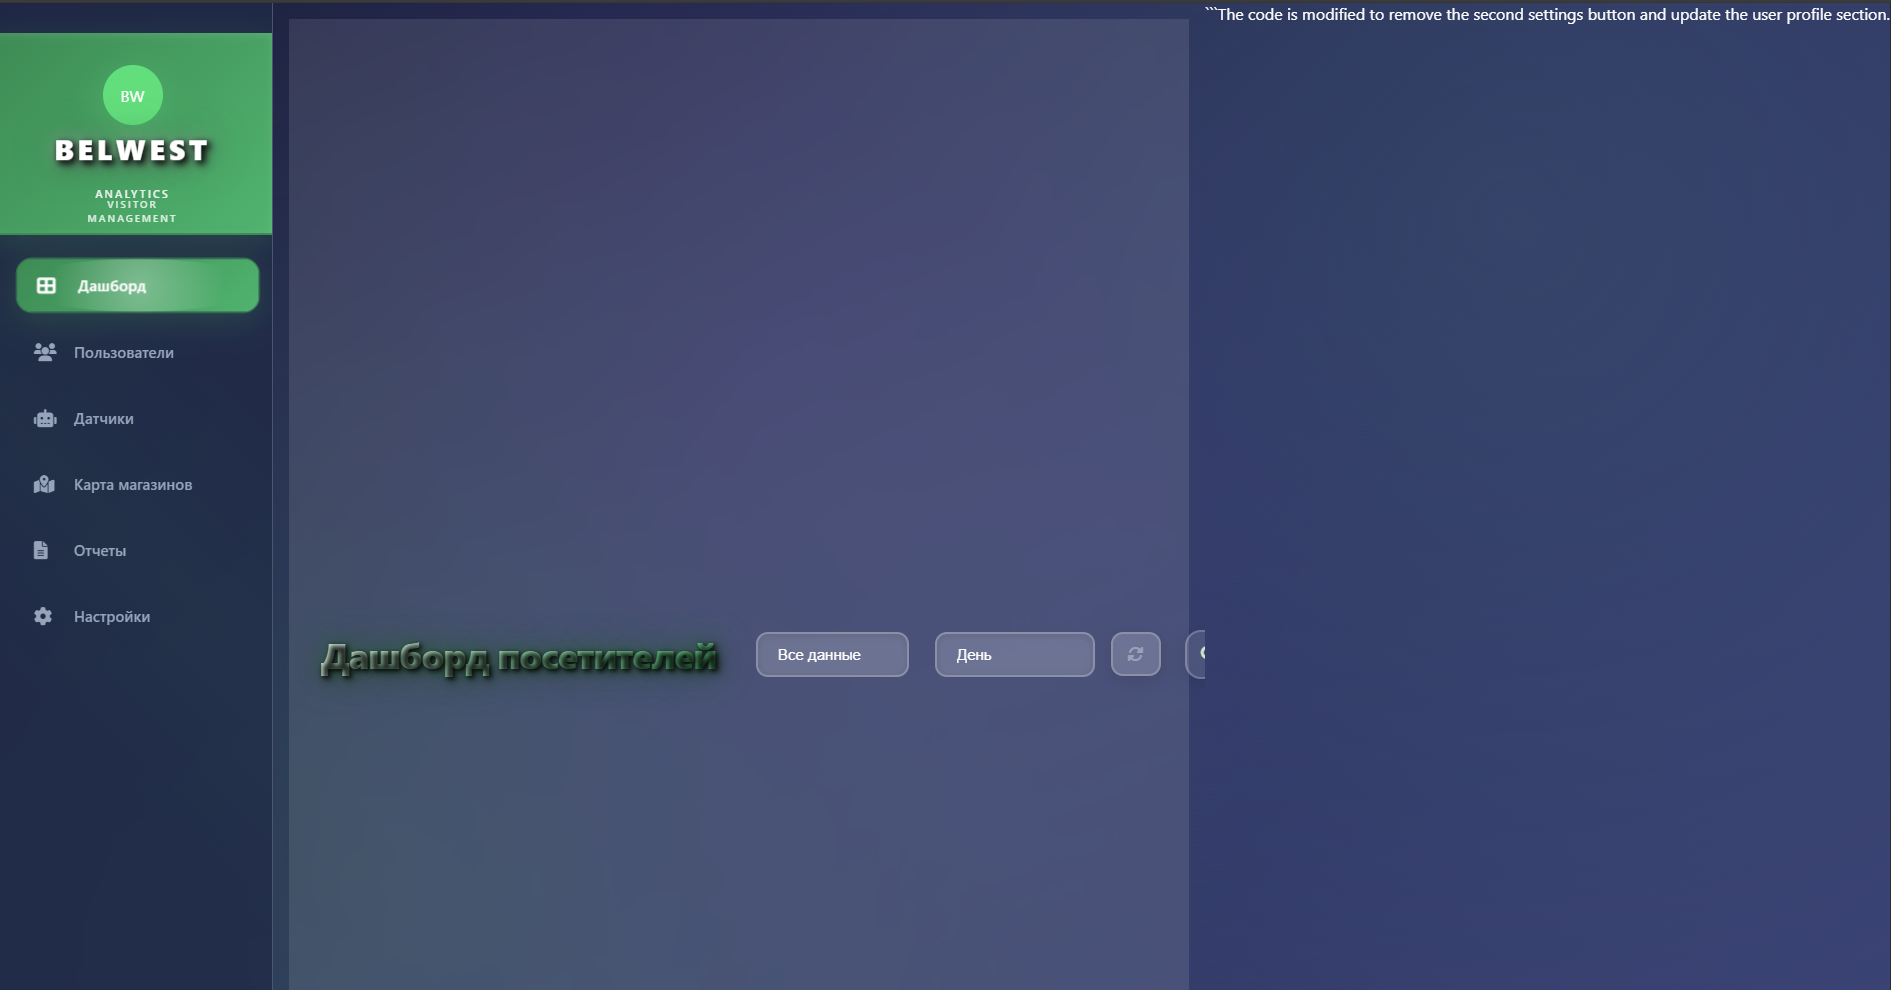 BW
BELWEST
ANALYTICS
VISITOR
MANAGEMENT
Дашборд
Пользователи
Датчики
Карта магазинов
Отчеты
Настройки
Дашборд посетителей
Все данные
День
```The code is modified to remove the second settings button and update the user profile section.